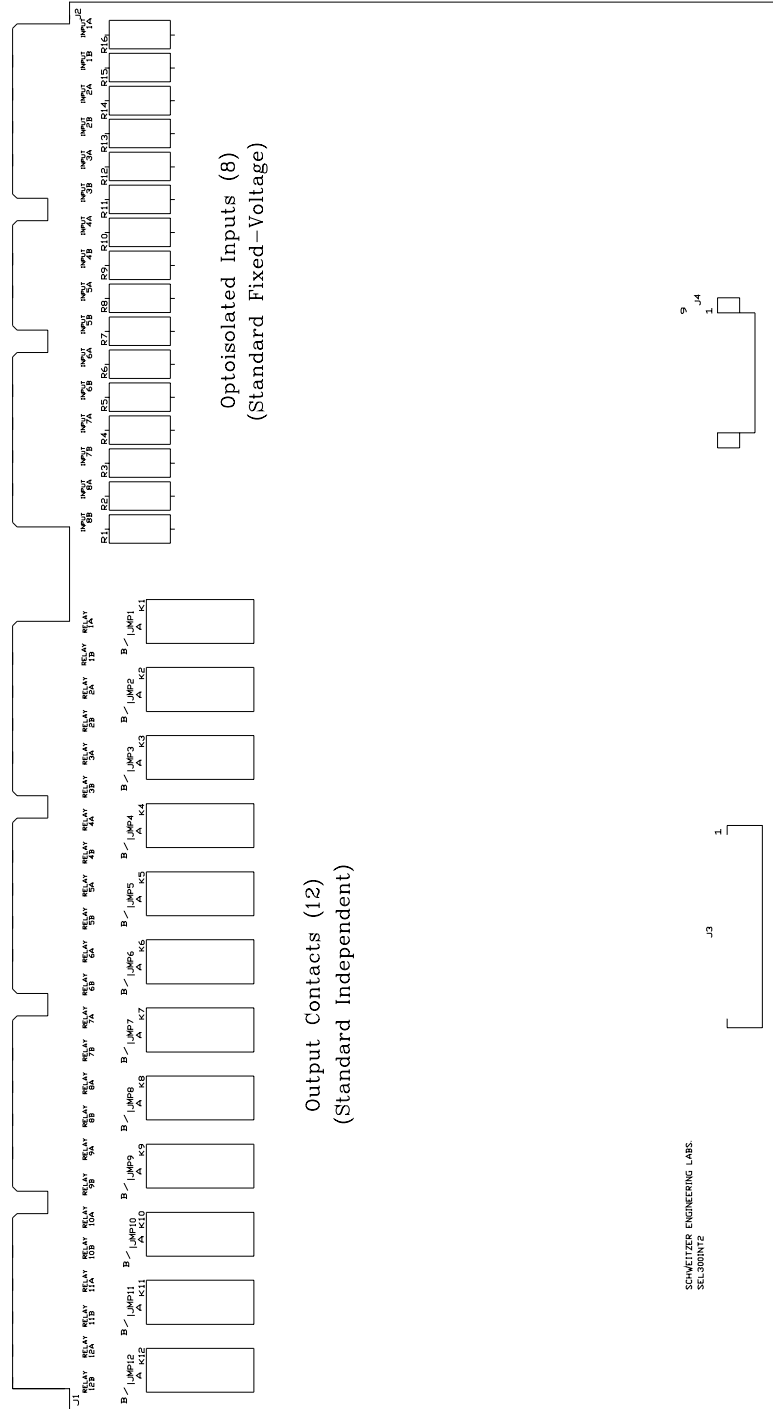 J2
INPUT 1A
INPUT 1B
INPUT 2A
INPUT 2B
INPUT 3A
INPUT 3B
INPUT 4A
INPUT 4B
INPUT 5A
INPUT 5B
INPUT 6A
INPUT 6B
INPUT 7A
INPUT 7B
INPUT 8A
INPUT 8B
R16
R15
R14
R13
R12
R11
R10
R9
R8
R7
R6
R5
R4
R3
R2
R1
Optoisolated Inputs (8)
(Standard Fixed-Voltage)
9
1
J4
RELAY 1A
RELAY 1B
RELAY 2A
RELAY 2B
RELAY 3A
RELAY 3B
RELAY 4A
RELAY 4B
RELAY 5A
RELAY 5B
RELAY 6A
RELAY 6B
RELAY 7A
RELAY 7B
RELAY 8A
RELAY 8B
RELAY 9A
RELAY 9B
RELAY 10A
RELAY 10B
RELAY 11A
RELAY 11B
RELAY 12A
RELAY 12B
J1
B JMP1 A K1
B JMP2 A K2
B JMP3 A K3
B JMP4 A K4
B JMP5 A K5
B JMP6 A K6
B JMP7 A K7
B JMP8 A K8
B JMP9 A K9
B JMP10 A K10
B JMP11 A K11
B JMP12 A K12
Output Contacts (12)
(Standard Independent)
1
J3
SCHWEITZER ENGINEERING LABS.
SEL300INT2